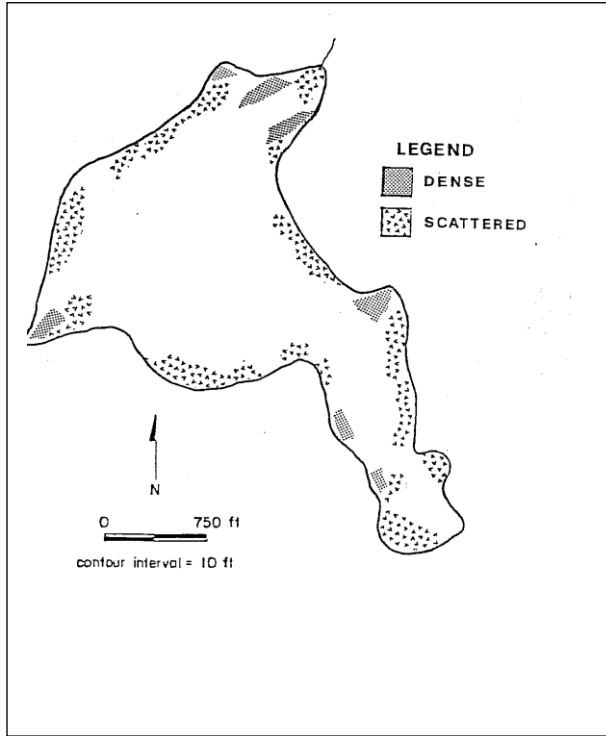 LEGEND
DENSE
SCATTERED
N
0 750 ft
contour interval = 10 ft